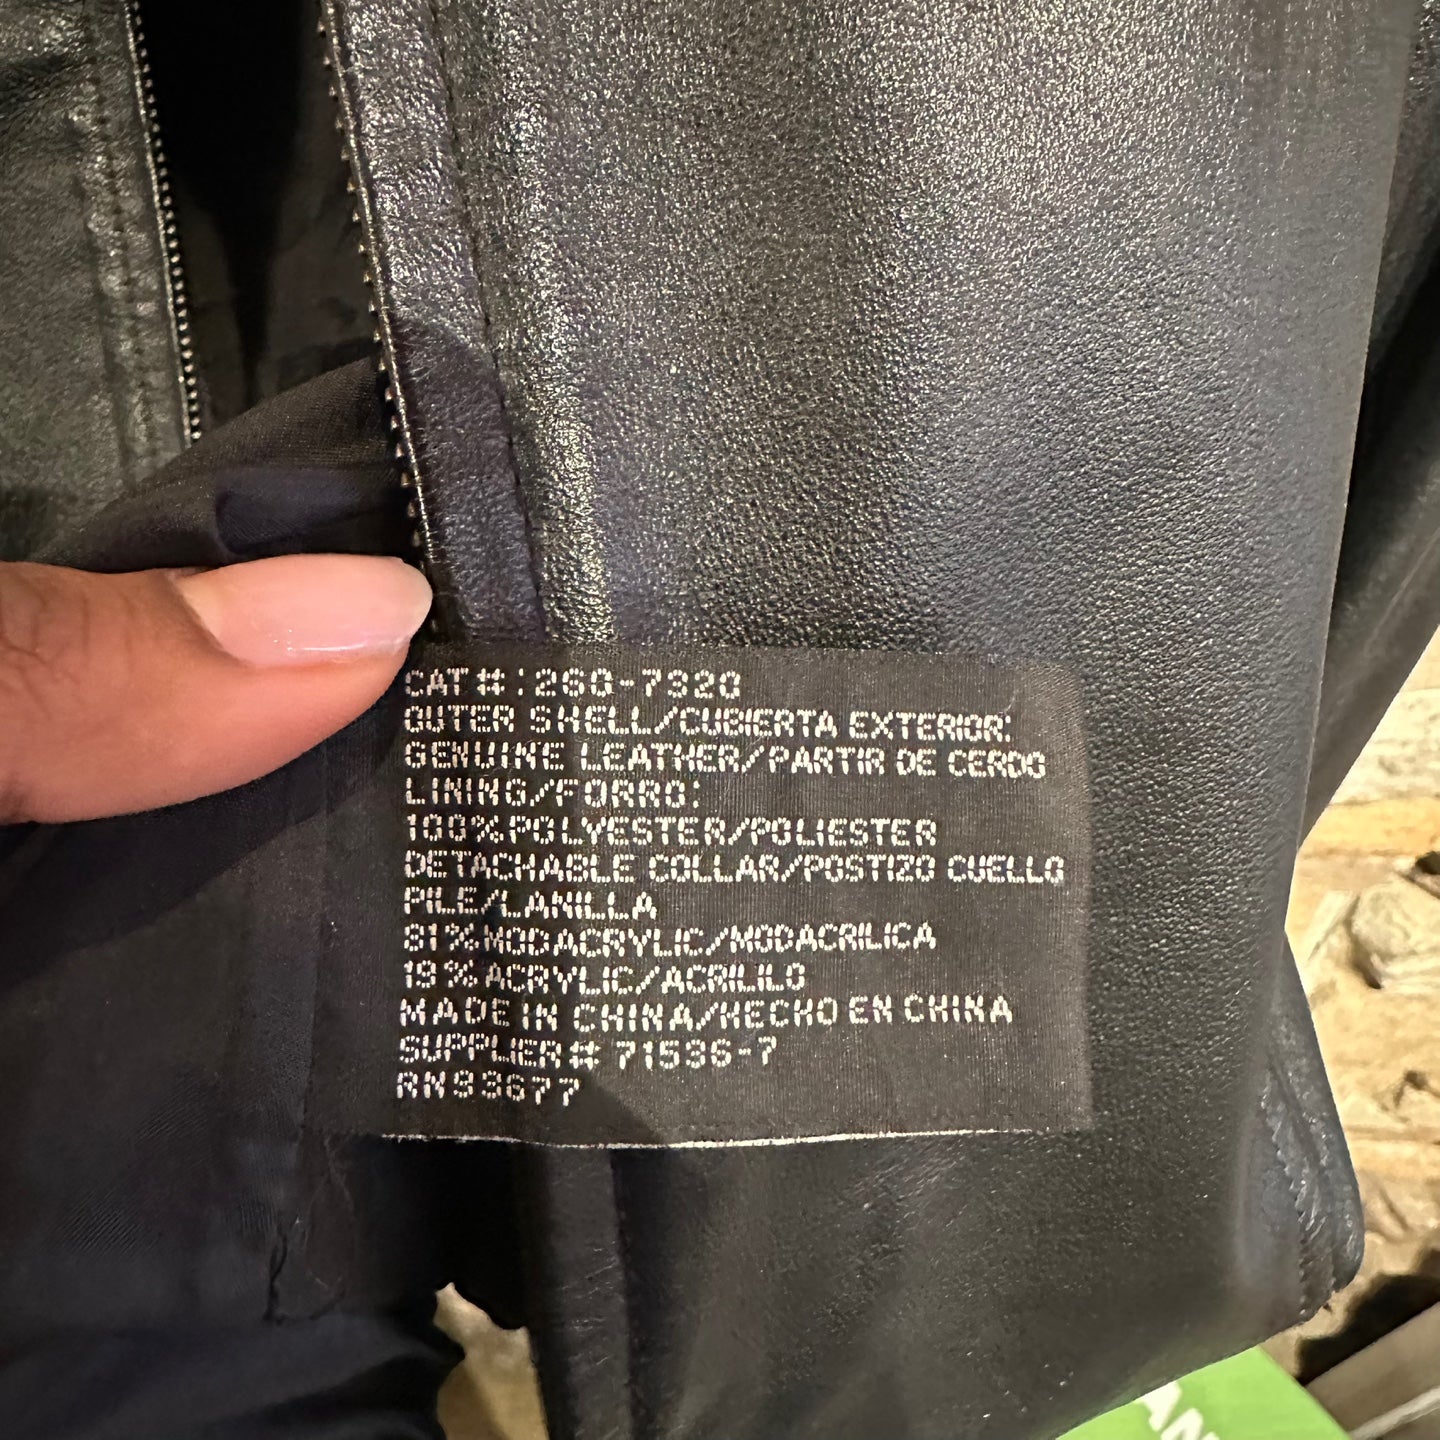 CAT#:260-7320
OUTER SHELL/CUBIERTA EXTERIOR:
GENUINE LEATHER/PARTIR DE CERDO
LINING/FORRO:
100%POLYESTER/POLIESTER
DETACHABLE COLLAR/POSTIZO CUELLO
PILE/LANILLA
81%MODACRYLIC/MODACRILICA
19%ACRYLIC/ACRILILO
MADE IN CHINA/HECHO EN CHINA
SUPPLIER# 71536-7
RN93677